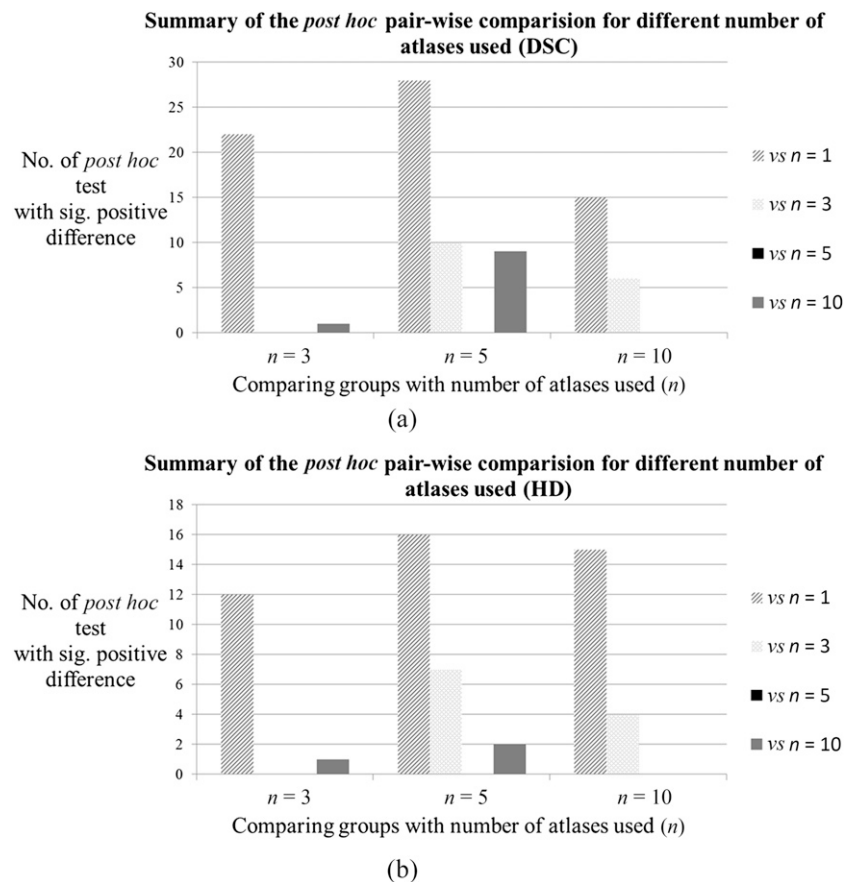 Summary of the post hoc pair-wise comparision for different number of
atlases used (DSC)
30
25
20
15
10
5
0
No. of post hoc
test
with sig. positive
difference
vs n = 1
vs n = 3
vs n = 5
vs n = 10
n = 3
n = 5
n = 10
Comparing groups with number of atlases used (n)
(a)
Summary of the post hoc pair-wise comparision for different number of
atlases used (HD)
18
16
14
12
10
8
6
4
2
0
No. of post hoc
test
with sig. positive
difference
vs n = 1
vs n = 3
vs n = 5
vs n = 10
n = 3
n = 5
n = 10
Comparing groups with number of atlases used (n)
(b)